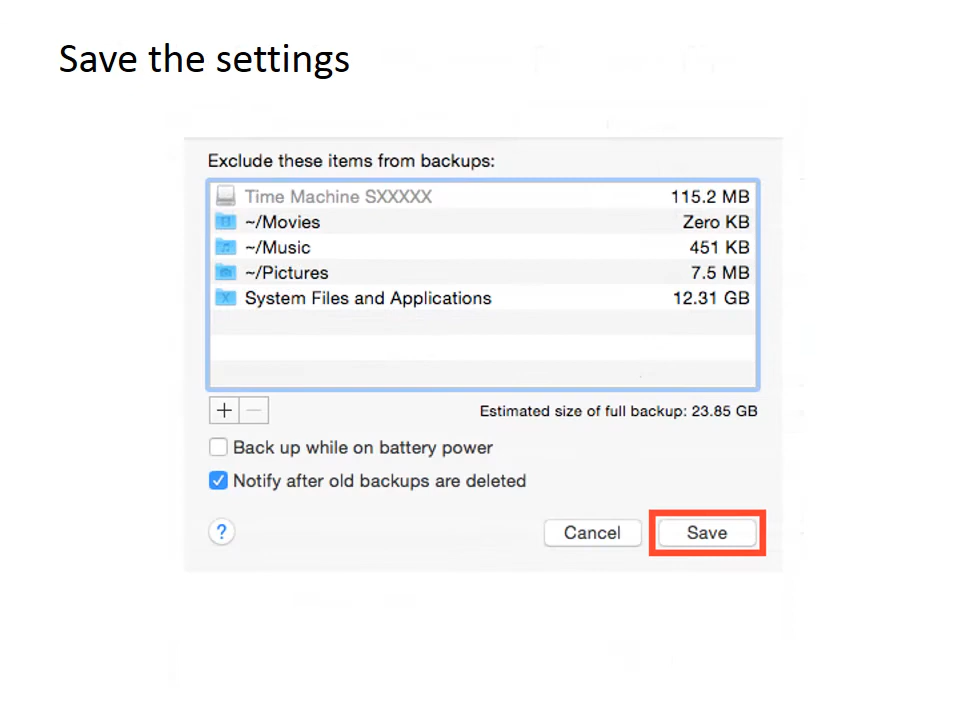 Save the settings
Exclude these items from backups:
Time Machine SXXXXX 115.2 MB
~/Movies Zero KB
~/Music 451 KB
~/Pictures 7.5 MB
System Files and Applications 12.31 GB
+ −
Estimated size of full backup: 23.85 GB
Back up while on battery power
Notify after old backups are deleted
? Cancel Save